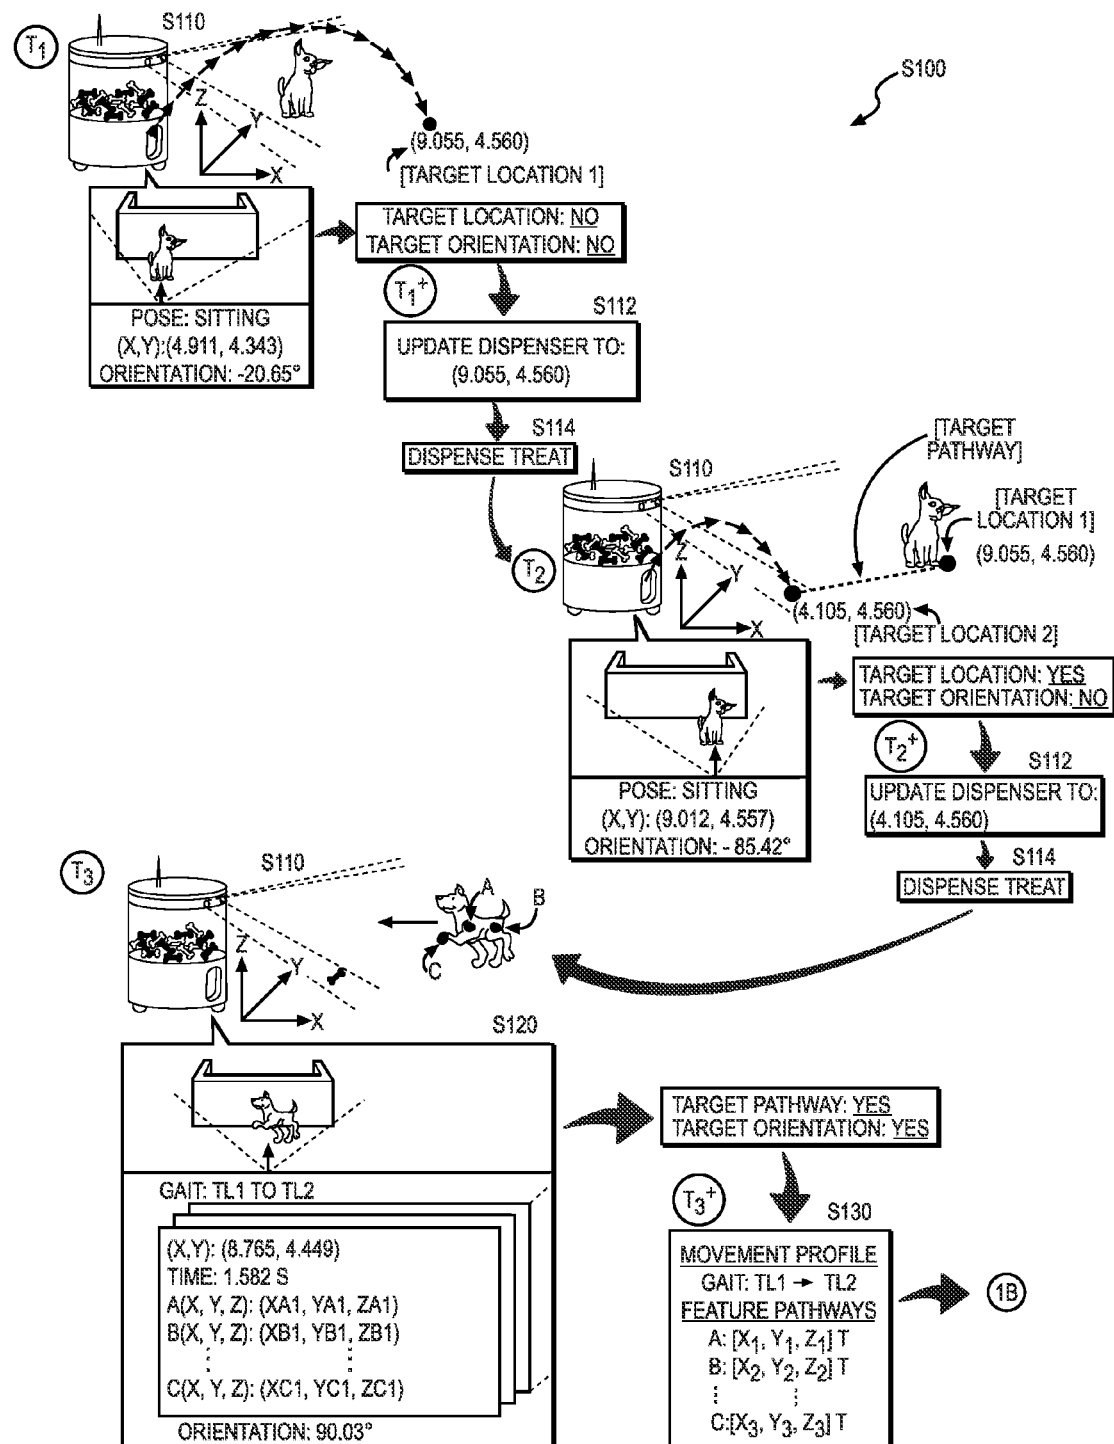 S110
T1
S100
Z
Y
X
(9.055, 4.560)
[TARGET LOCATION 1]
TARGET LOCATION: NO
TARGET ORIENTATION: NO
POSE: SITTING
(X,Y):(4.911, 4.343)
ORIENTATION: -20.65°
T1+
S112
UPDATE DISPENSER TO:
(9.055, 4.560)
S114
DISPENSE TREAT
S110
T2
[TARGET
PATHWAY]
[TARGET
LOCATION 1]
(9.055, 4.560)
Z
Y
X
(4.105, 4.560)
[TARGET LOCATION 2]
TARGET LOCATION: YES
TARGET ORIENTATION: NO
POSE: SITTING
(X,Y): (9.012, 4.557)
ORIENTATION: - 85.42°
T2+
S112
UPDATE DISPENSER TO:
(4.105, 4.560)
S114
DISPENSE TREAT
T3
S110
A
B
C
Z
Y
X
S120
GAIT: TL1 TO TL2
(X,Y): (8.765, 4.449)
TIME: 1.582 S
A(X, Y, Z): (XA1, YA1, ZA1)
B(X, Y, Z): (XB1, YB1, ZB1)
C(X, Y, Z): (XC1, YC1, ZC1)
ORIENTATION: 90.03°
TARGET PATHWAY: YES
TARGET ORIENTATION: YES
T3+
S130
MOVEMENT PROFILE
GAIT: TL1 → TL2
FEATURE PATHWAYS
A: [X1, Y1, Z1] T
B: [X2, Y2, Z2] T
C:[X3, Y3, Z3] T
1B